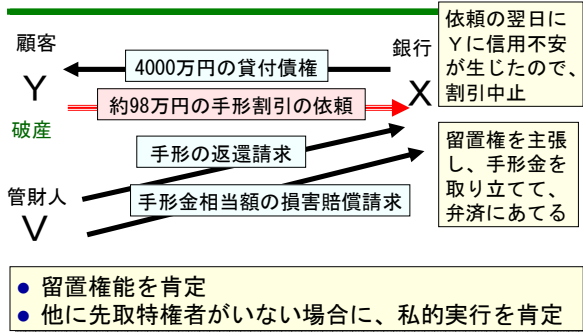 依頼の翌日に
Yに信用不安
が生じたので、
割引中止
顧客
銀行
4000万円の貸付債権
Y
X
約98万円の手形割引の依頼
破産
手形の返還請求
留置権を主張
し、手形金を
取り立てて、
弁済にあてる
管財人
V
手形金相当額の損害賠償請求
● 留置権能を肯定
● 他に先取特権者がいない場合に、私的実行を肯定